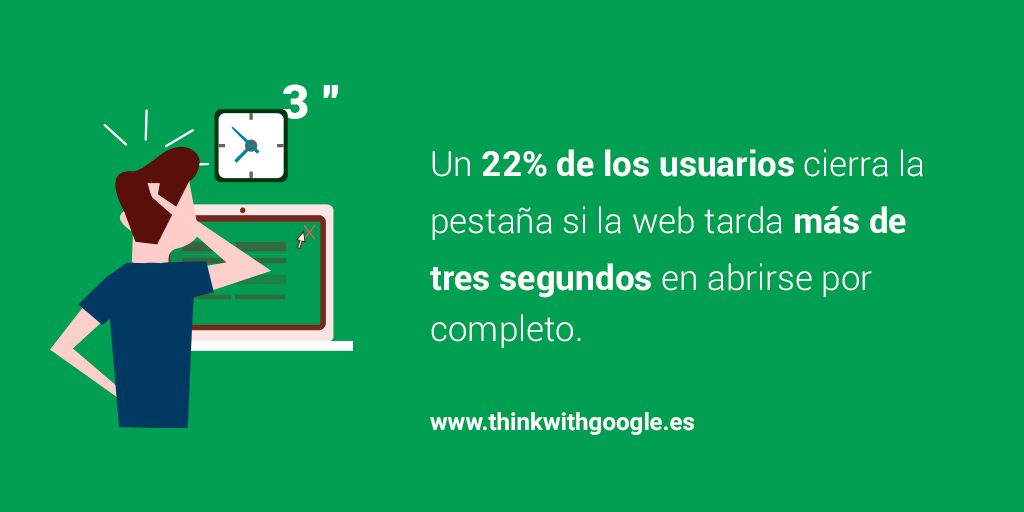 3 "
Un 22% de los usuarios cierra la
pestaña si la web tarda más de
tres segundos en abrirse por
completo.
www.thinkwithgoogle.es